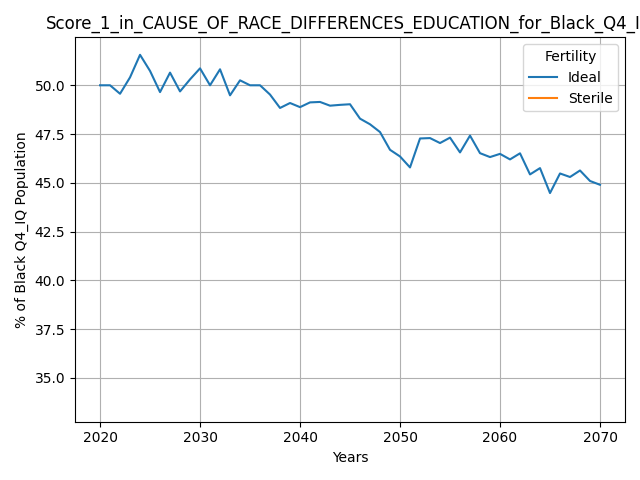 Score_1_in_CAUSE_OF_RACE_DIFFERENCES_EDUCATION_for_Black_Q4_I
Fertility
Ideal
Sterile
% of Black Q4_IQ Population
50.0
47.5
45.0
42.5
40.0
37.5
35.0
2020 2030 2040 2050 2060 2070
Years